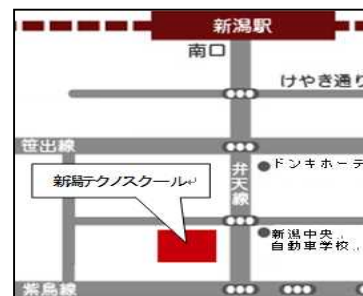 新潟駅
南口
けやき通り
笹出線
新潟テクノスクール
弁天線
ドンキホーテ
新潟中央
自動車学校
紫鳥線